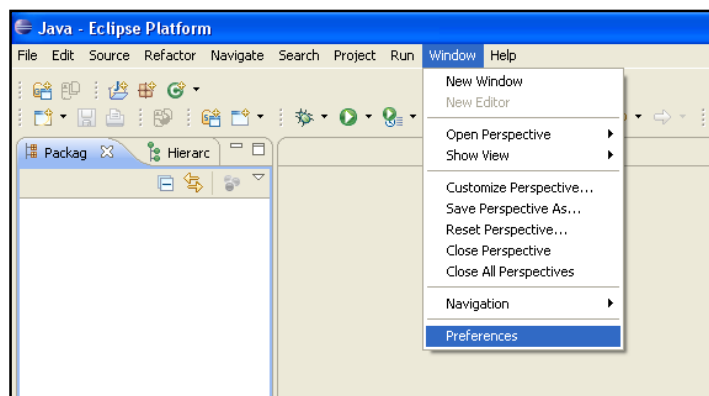 Java - Eclipse Platform
File Edit Source Refactor Navigate Search Project Run Window Help
New Window
New Editor
Open Perspective
Show View
Customize Perspective...
Save Perspective As...
Reset Perspective...
Close Perspective
Close All Perspectives
Navigation
Preferences
Packag Hierarc